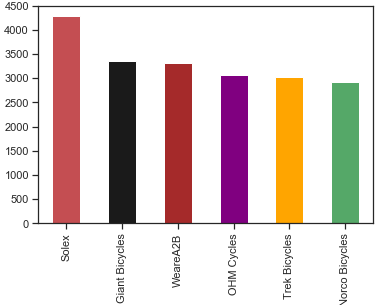 4500
4000
3500
3000
2500
2000
1500
1000
500
0
Solex
Giant Bicycles
WeareA2B
OHM Cycles
Trek Bicycles
Norco Bicycles